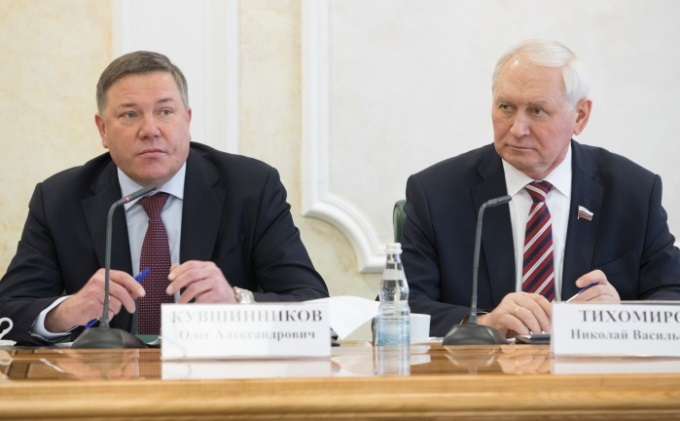 КУВШИННИКОВ
Олег Александрович
ТИХОМИРО
Николай Василь